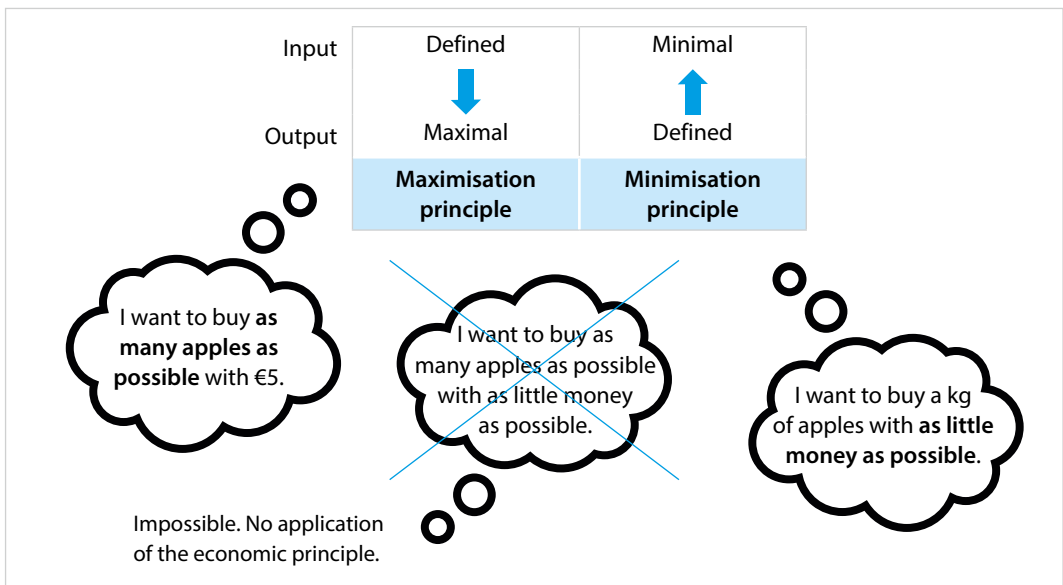 Input
Defined
Minimal
Output
Maximal
Defined
Maximisation
principle
Minimisation
principle
I want to buy as
many apples as
possible with €5.
I want to buy as
many apples as possible
with as little money
as possible.
I want to buy a kg
of apples with as little
money as possible.
Impossible. No application
of the economic principle.